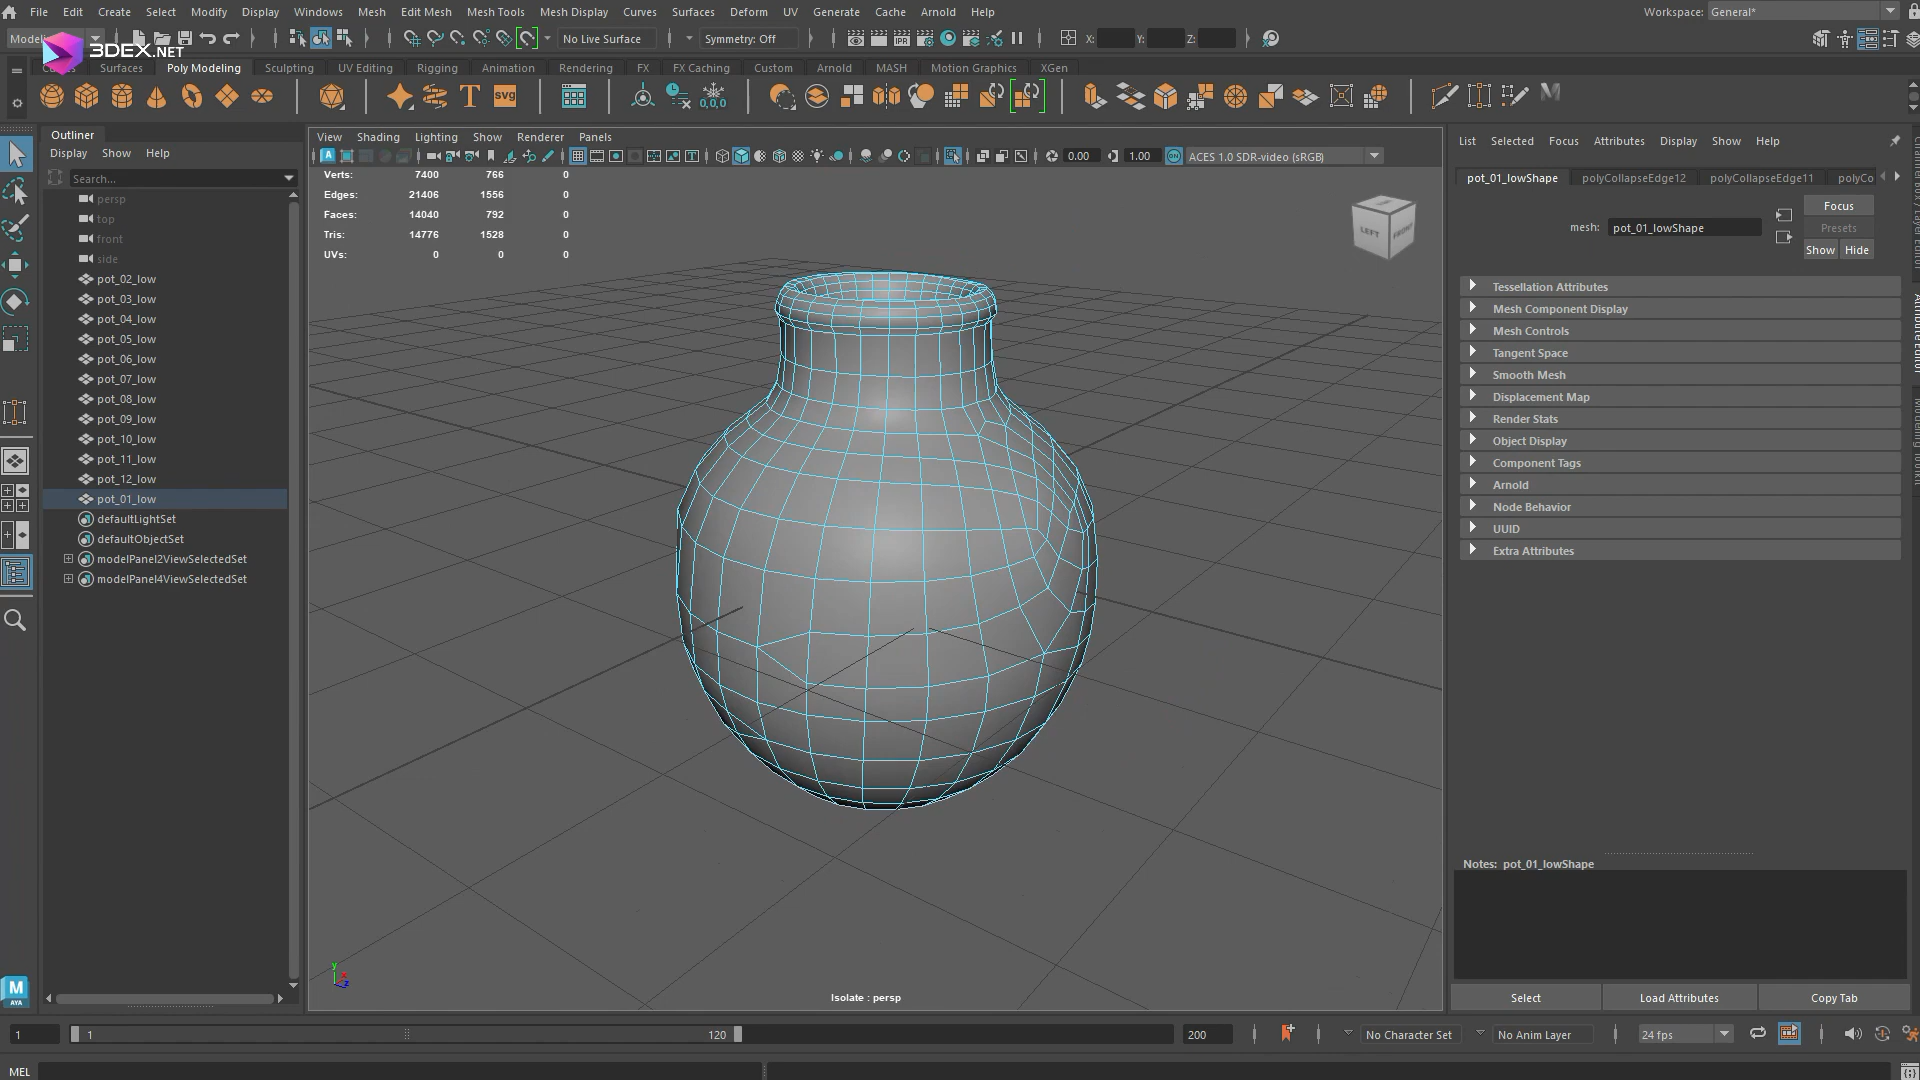 File Edit Create Select Modify Display Windows Mesh Edit Mesh Mesh Tools Mesh Display Curves Surfaces Deform UV Generate Cache Arnold Help Workspace: General*
3DEX.NET No Live Surface Symmetry: Off X: Y: Z:
Surfaces Poly Modeling Sculpting UV Editing Rigging Animation Rendering FX FX Caching Custom Arnold MASH Motion Graphics XGen
SVG 0,0,0
Outliner
Display Show Help
Search...
persp
top
front
side
pot_02_low
pot_03_low
pot_04_low
pot_05_low
pot_06_low
pot_07_low
pot_08_low
pot_09_low
pot_10_low
pot_11_low
pot_12_low
pot_01_low
defaultLightSet
defaultObjectSet
modelPanel2ViewSelectedSet
modelPanel4ViewSelectedSet
View Shading Lighting Show Renderer Panels
0.00 1.00 ACES 1.0 SDR-video (sRGB)
Verts: 7400 766 0
Edges: 21406 1556 0
Faces: 14040 792 0
Tris: 14776 1528 0
UVs: 0 0 0
LEFT FRONT
Isolate : persp
List Selected Focus Attributes Display Show Help
pot_01_lowShape polyCollapseEdge12 polyCollapseEdge11 polyCo
mesh: pot_01_lowShape
Focus
Presets
Show Hide
Tessellation Attributes
Mesh Component Display
Mesh Controls
Tangent Space
Smooth Mesh
Displacement Map
Render Stats
Object Display
Component Tags
Arnold
Node Behavior
UUID
Extra Attributes
Notes: pot_01_lowShape
Select Load Attributes Copy Tab
1 1 120 200 No Character Set No Anim Layer 24 fps
MEL